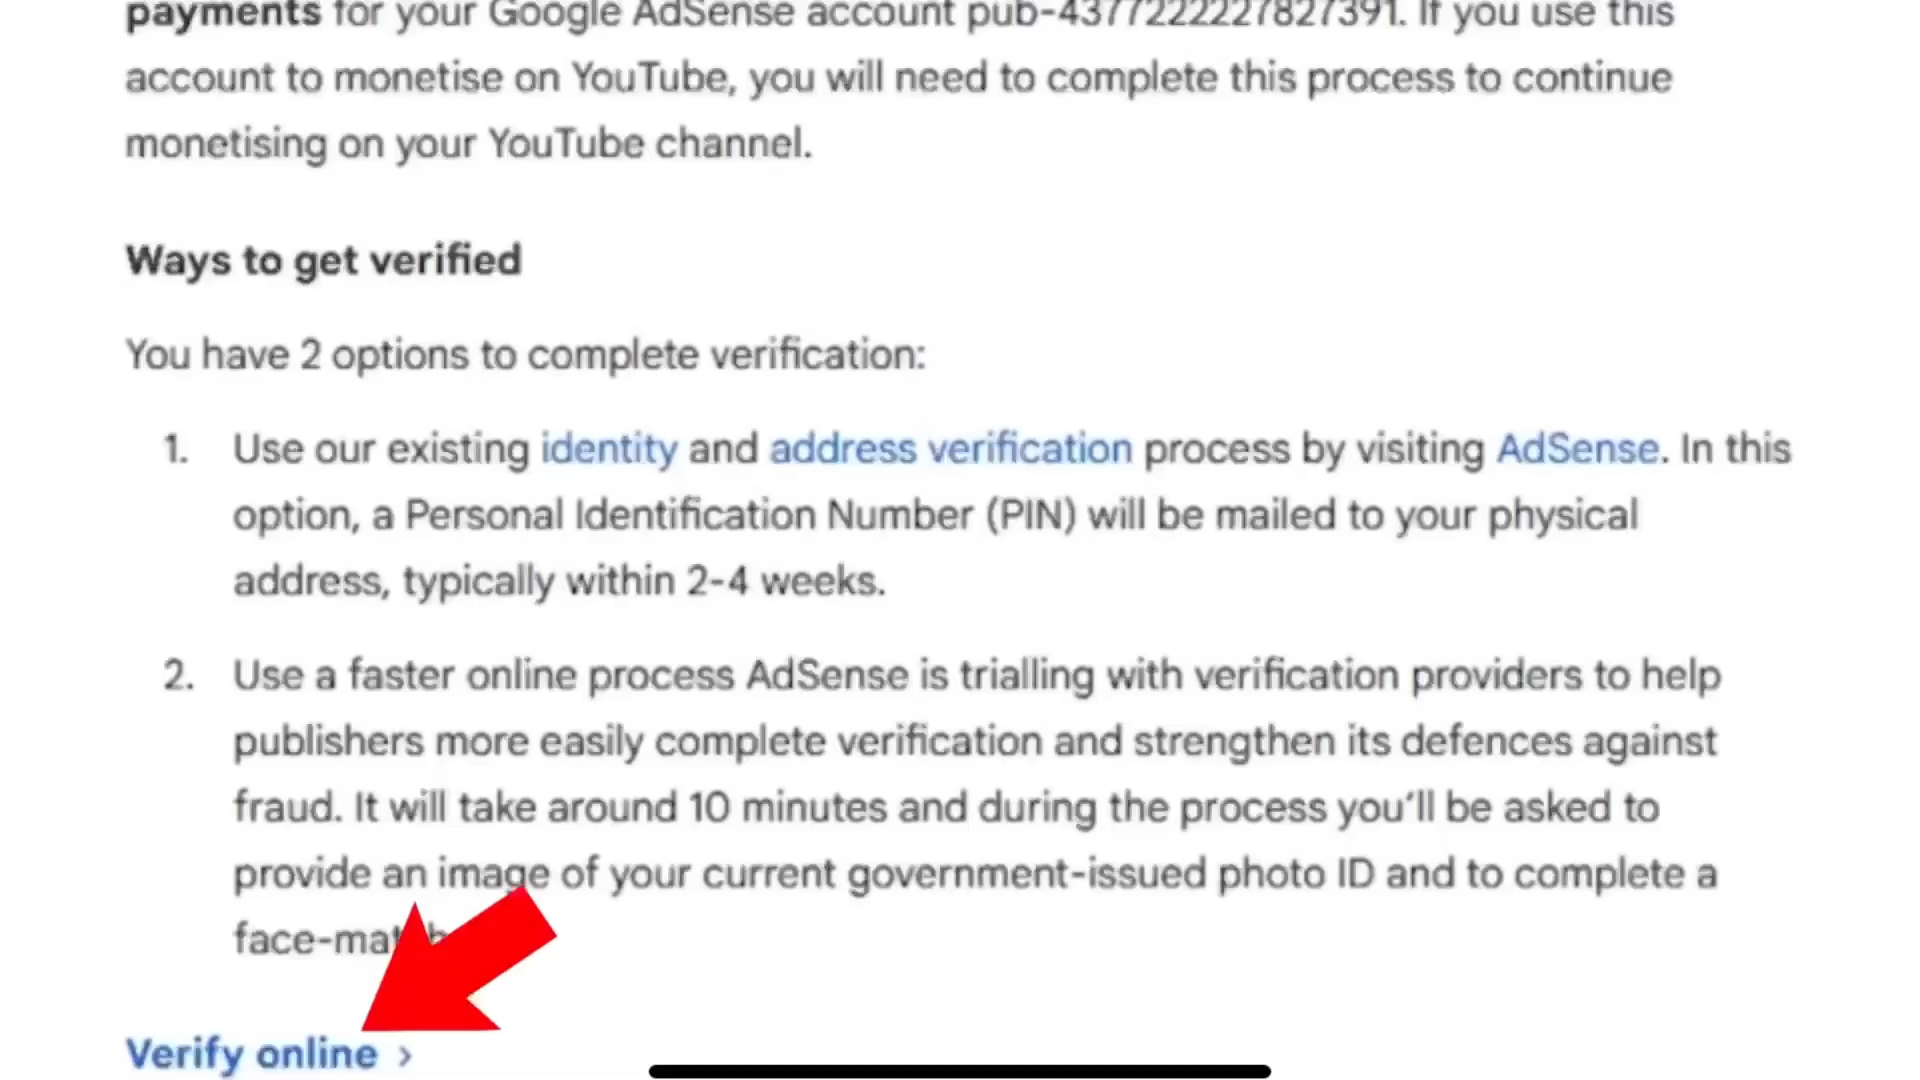 payments for your Google AdSense account pub-4377222227827391. If you use this
account to monetise on YouTube, you will need to complete this process to continue
monetising on your YouTube channel.
Ways to get verified
You have 2 options to complete verification:
1. Use our existing identity and address verification process by visiting AdSense. In this
option, a Personal Identification Number (PIN) will be mailed to your physical
address, typically within 2-4 weeks.
2. Use a faster online process AdSense is trialling with verification providers to help
publishers more easily complete verification and strengthen its defences against
fraud. It will take around 10 minutes and during the process you'll be asked to
provide an image of your current government-issued photo ID and to complete a
Verify online >